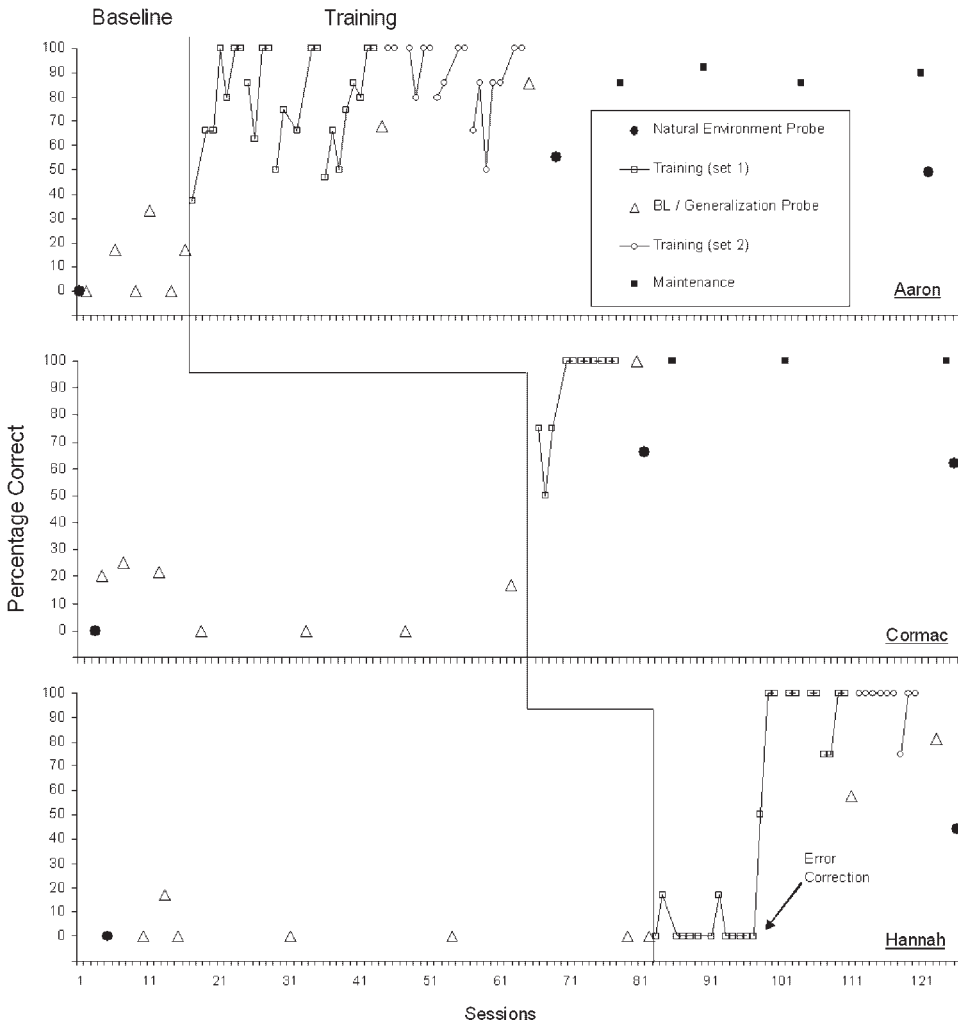 Baseline Training
100
90
80
70
60
50
40
30
20
10
0
Natural Environment Probe
Training (set 1)
BL / Generalization Probe
Training (set 2)
Maintenance
Aaron
100
90
80
70
60
50
40
30
20
10
0
Cormac
Percentage Correct
100
90
80
70
60
50
40
30
20
10
0
Error
Correction
Hannah
1 11 21 31 41 51 61 71 81 91 101 111 121
Sessions